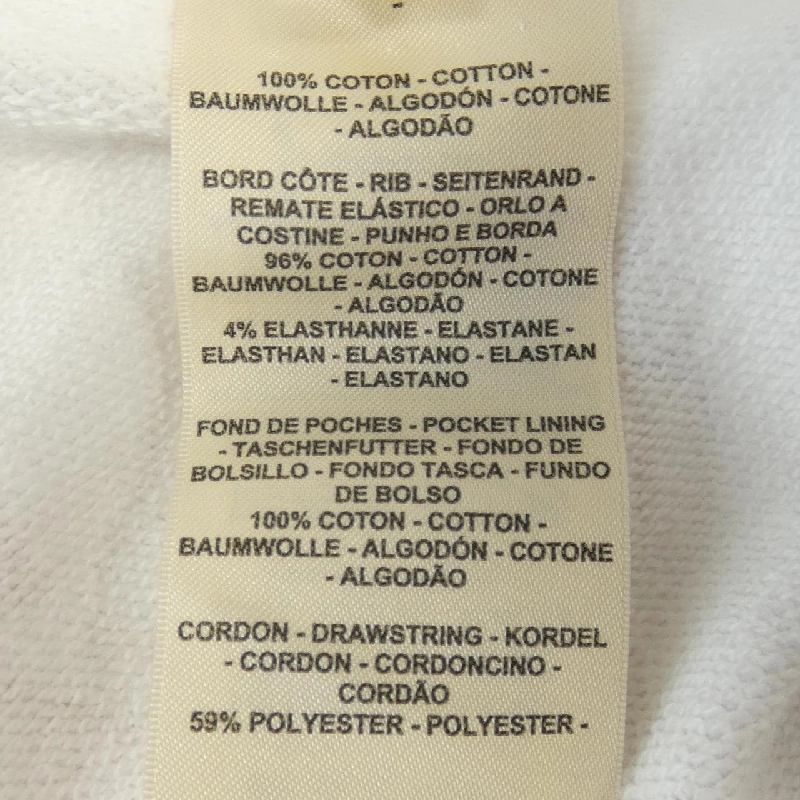 100% COTON - COTTON -
BAUMWOLLE - ALGODÓN - COTONE
- ALGODÃO
BORD CÔTE - RIB - SEITENRAND -
REMATE ELÁSTICO - ORLO A
COSTINE - PUNHO E BORDA
96% COTON - COTTON -
BAUMWOLLE - ALGODÓN - COTONE
- ALGODÃO
4% ELASTHANNE - ELASTANE -
ELASTHAN - ELASTANO - ELASTAN
- ELASTANO
FOND DE POCHES - POCKET LINING
- TASCHENFUTTER - FONDO DE
BOLSILLO - FONDO TASCA - FUNDO
DE BOLSO
100% COTON - COTTON -
BAUMWOLLE - ALGODÓN - COTONE
- ALGODÃO
CORDON - DRAWSTRING - KORDEL
- CORDON - CORDONCINO -
CORDÃO
59% POLYESTER - POLYESTER -